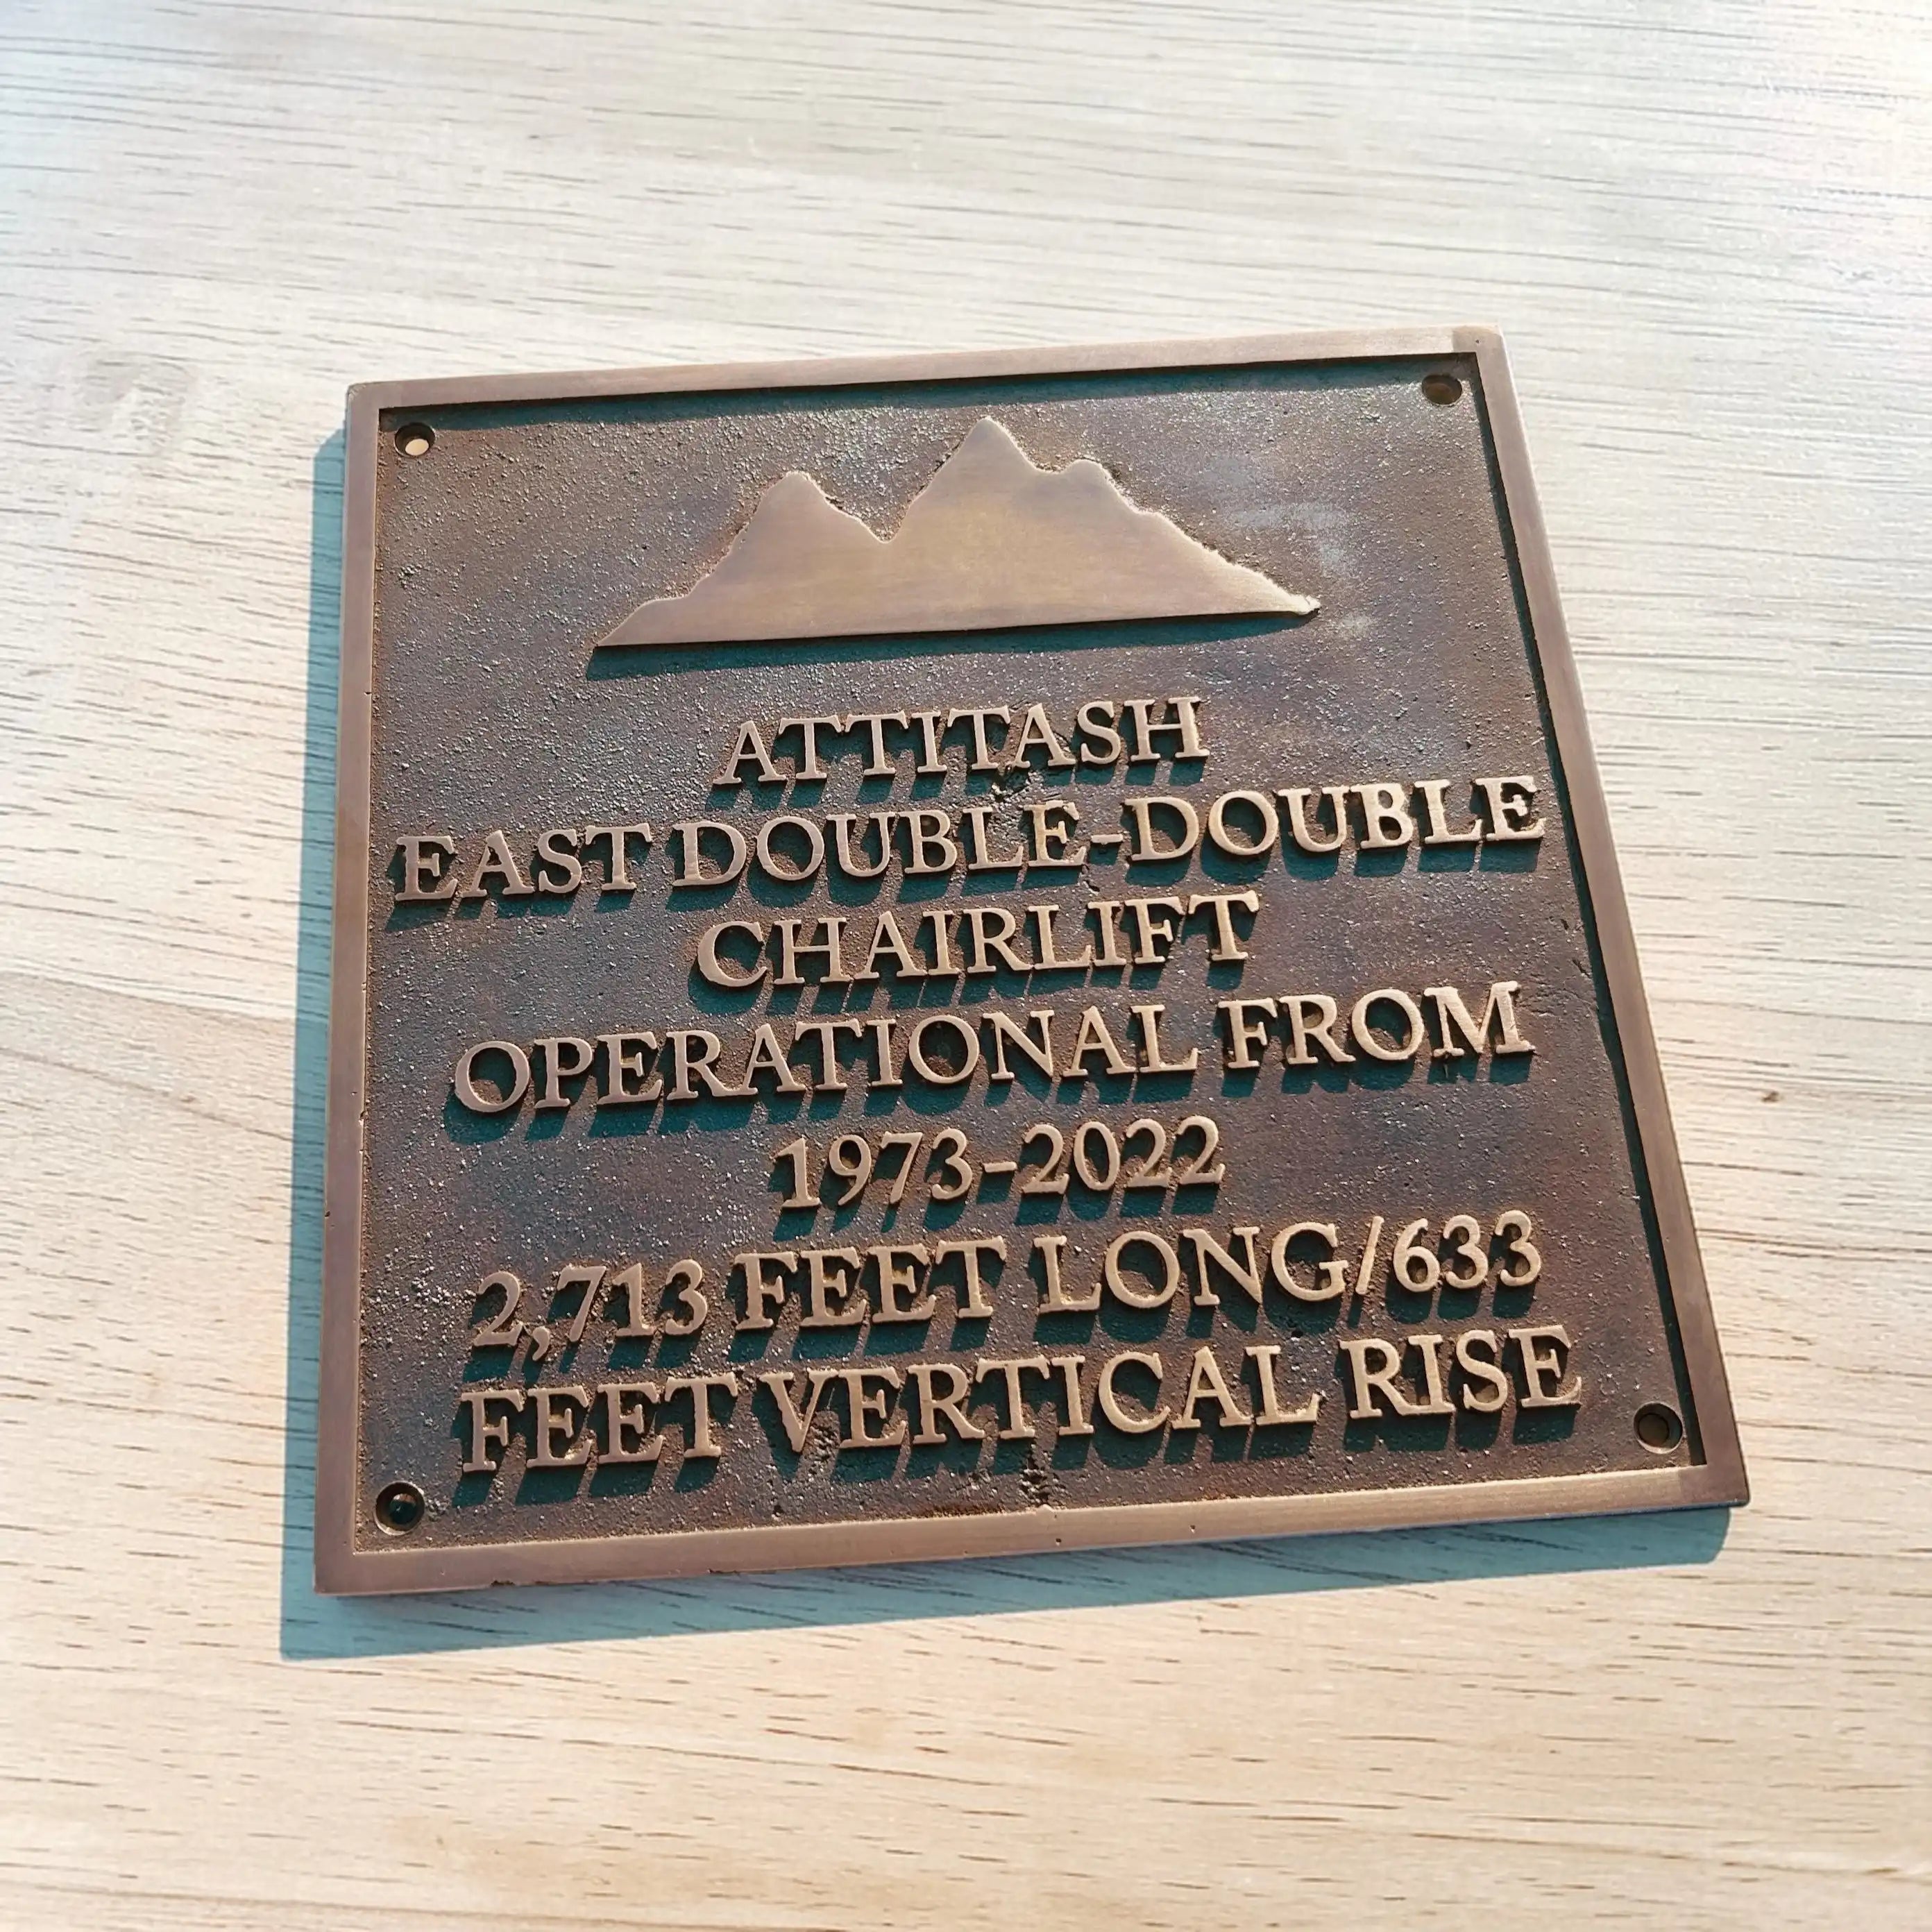 ATTITASH
EAST DOUBLE-DOUBLE
CHAIRLIFT
OPERATIONAL FROM
1973-2022
2,713 FEET LONG/633
FEET VERTICAL RISE